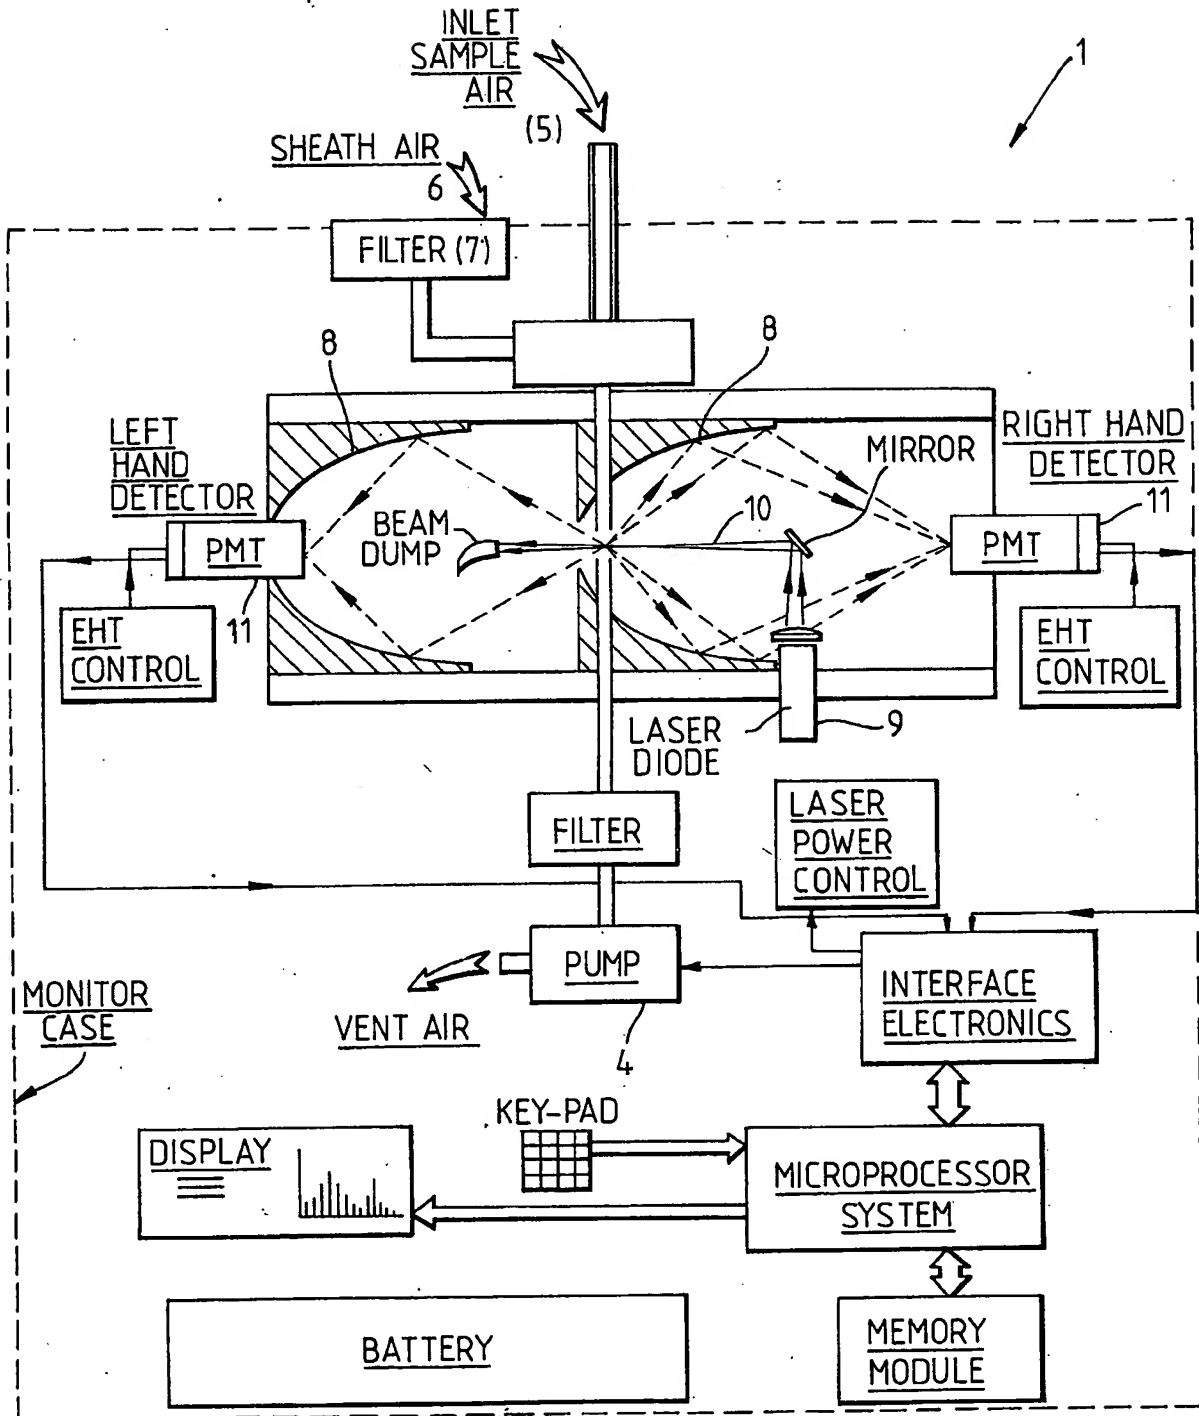 INLET
SAMPLE
AIR
(5)
1
SHEATH AIR
6
FILTER (7)
8
8
LEFT
HAND
DETECTOR
RIGHT HAND
DETECTOR
11
MIRROR
10
BEAM
DUMP
PMT
PMT
11
EHT
CONTROL
EHT
CONTROL
LASER
DIODE
9
FILTER
LASER
POWER
CONTROL
PUMP
4
VENT AIR
INTERFACE
ELECTRONICS
MONITOR
CASE
KEY-PAD
DISPLAY
MICROPROCESSOR
SYSTEM
BATTERY
MEMORY
MODULE